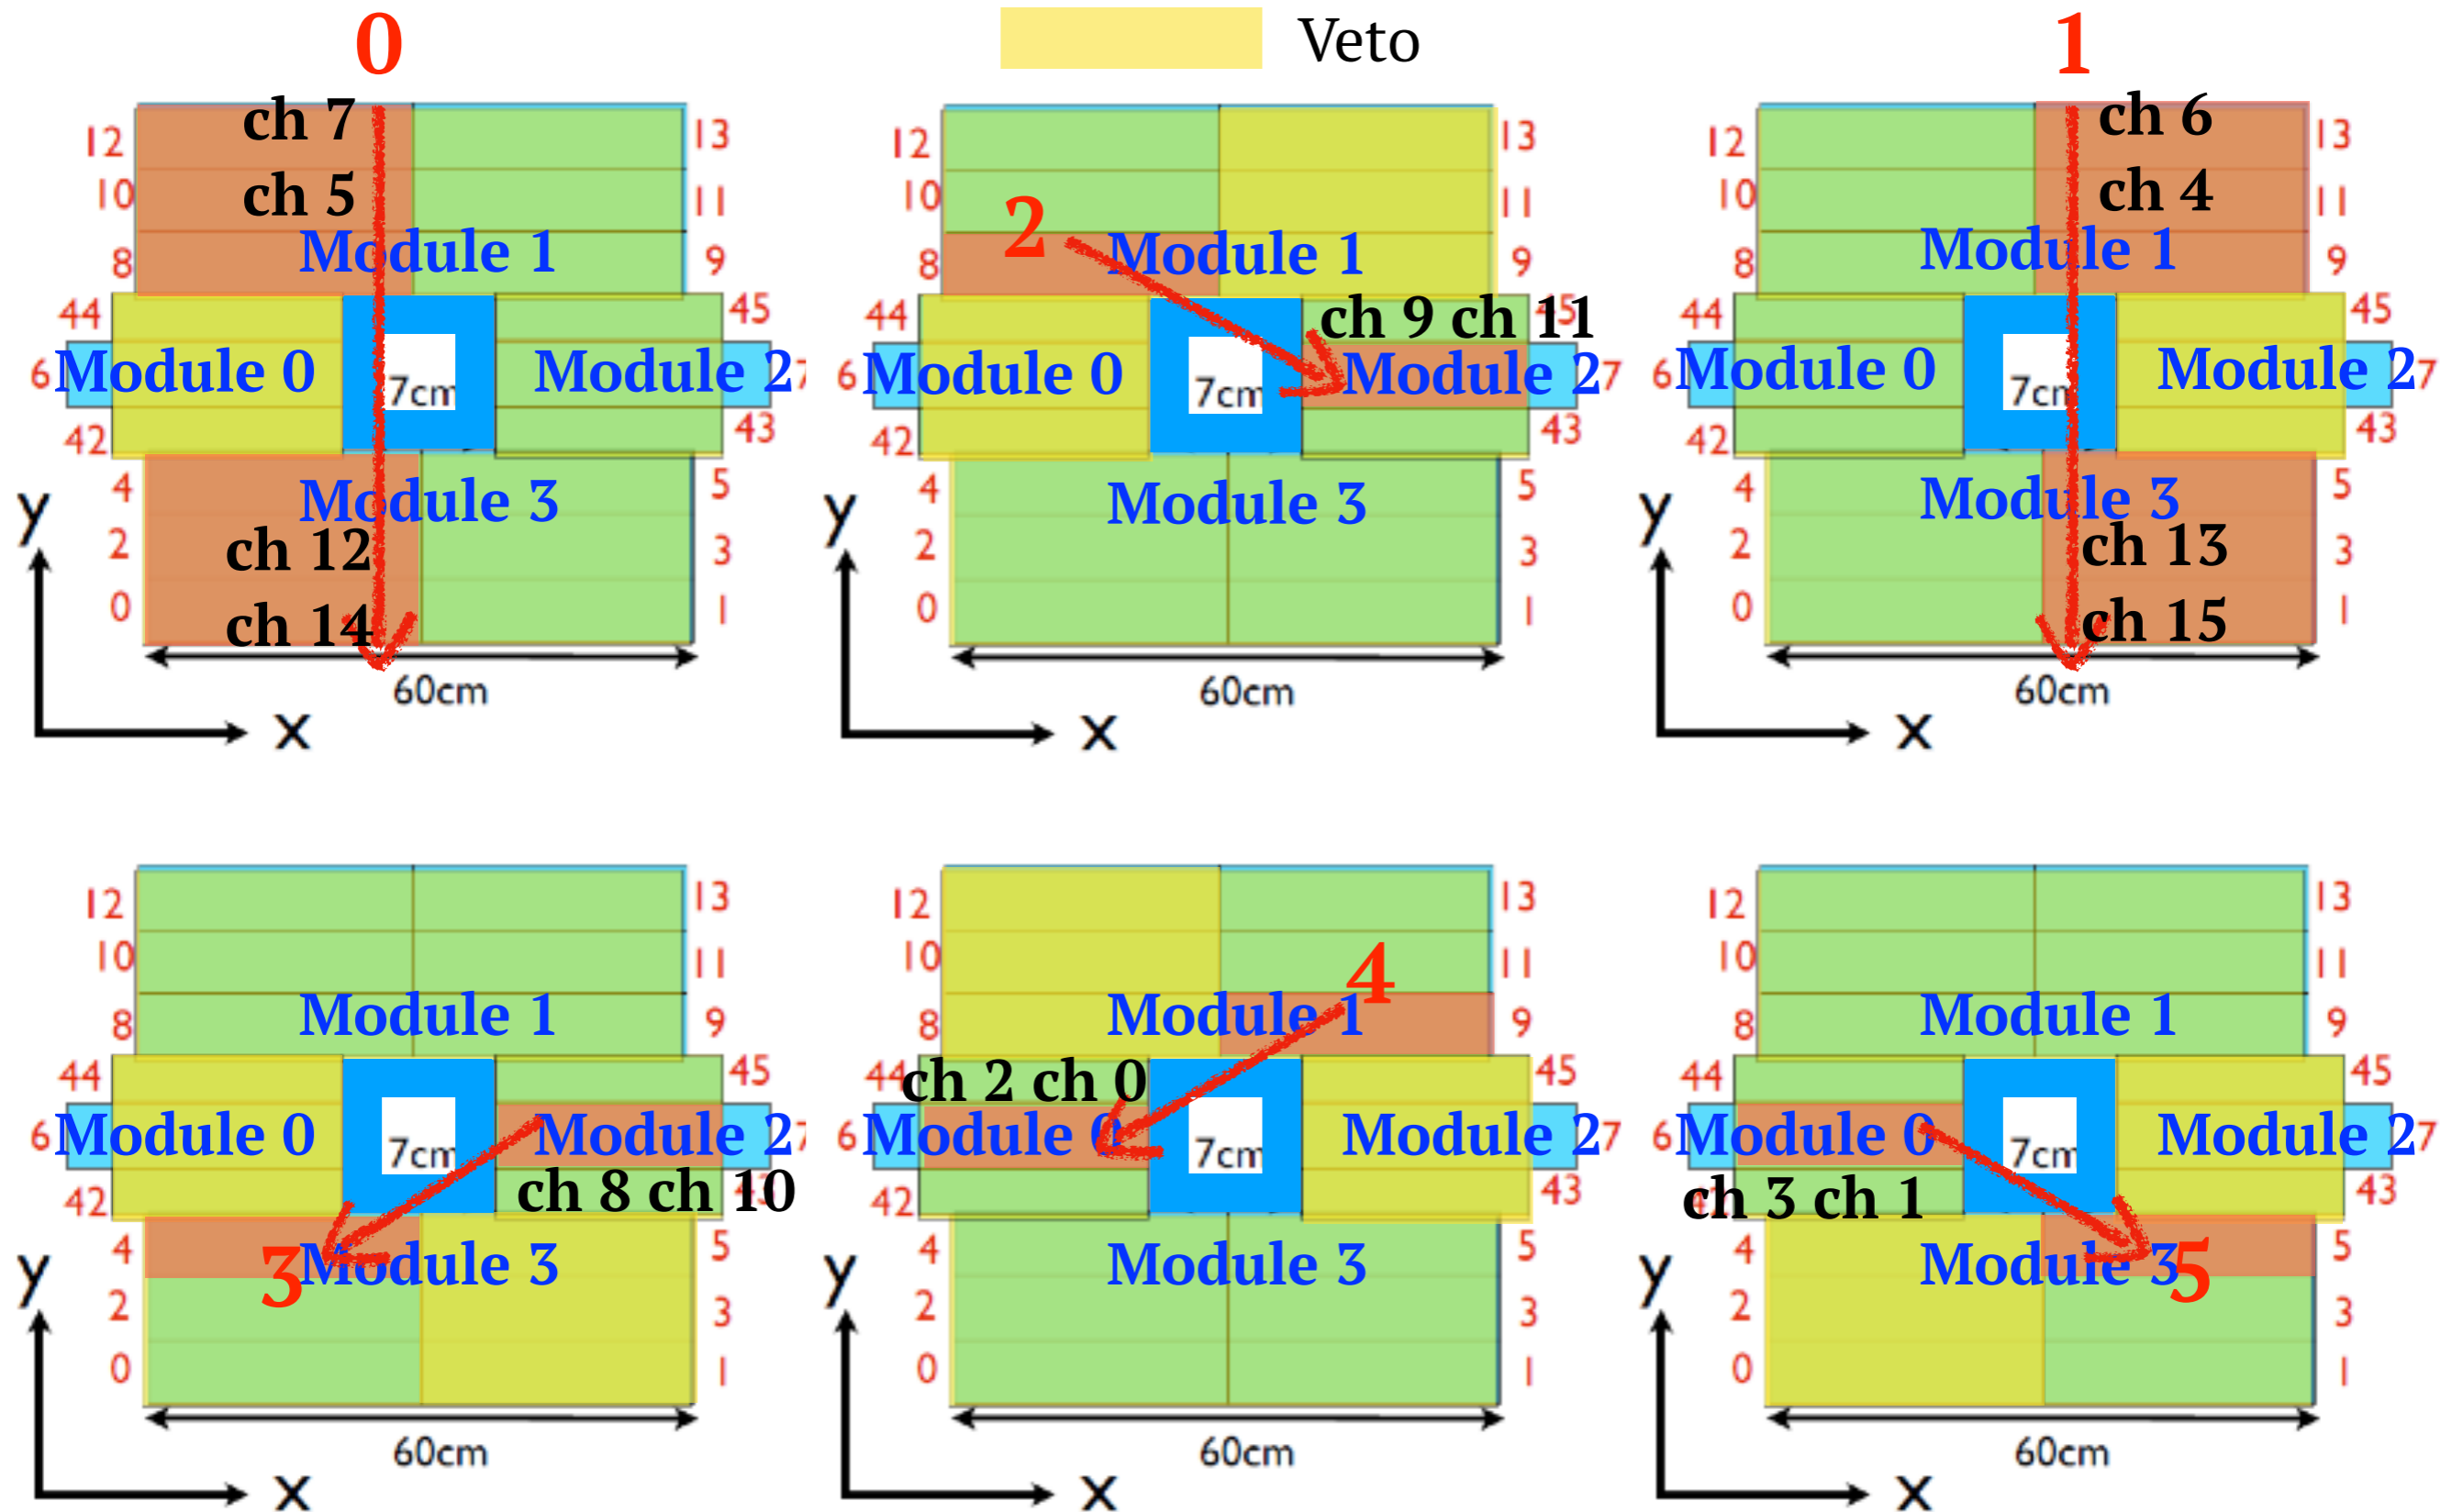 0
Veto
1
12 ch 7 13
10 ch 5 11
8 Module 1 9
44 45
6 Module 0 7cm Module 2 7
42 43
4 Module 3 5
2 ch 12 3
0 ch 14 1
60cm
y
x
12 13
10 2 11
8 Module 1 9
44 ch 9 ch 11 45
6 Module 0 7cm Module 2 7
42 43
4 Module 3 5
2 3
0 1
60cm
y
x
12 ch 6 13
10 ch 4 11
8 Module 1 9
44 45
6 Module 0 7cm Module 2 7
42 43
4 Module 3 5
2 ch 13 3
0 ch 15 1
60cm
y
x
12 13
10 11
8 Module 1 9
44 45
6 Module 0 7cm Module 2 7
42 ch 8 ch 10 43
4 3 Module 3 5
2 3
0 1
60cm
y
x
12 13
10 4 11
8 Module 1 9
44 ch 2 ch 0 45
6 Module 0 7cm Module 2 7
42 43
4 Module 3 5
2 3
0 1
60cm
y
x
12 13
10 11
8 Module 1 9
44 45
6 Module 0 7cm Module 2 7
ch 3 ch 1 43
4 Module 3 5 5
2 3
0 1
60cm
y
x